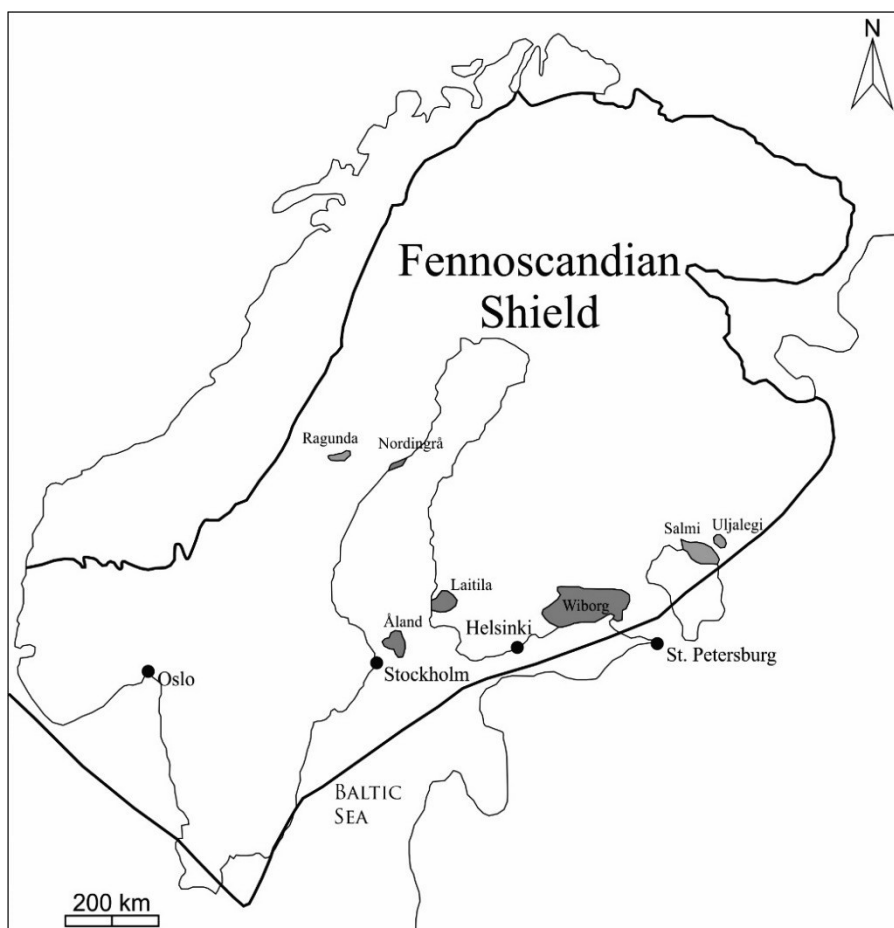 N
Fennoscandian
Shield
Ragunda
Nordingrå
Salmi
Uljalegi
Laitila
Wiborg
Åland
Helsinki
St. Petersburg
Stockholm
Oslo
BALTIC
SEA
200 km